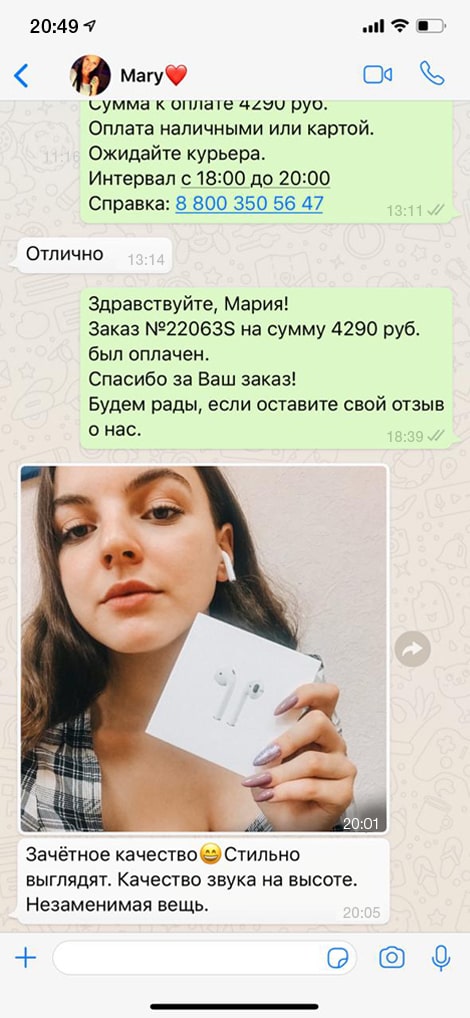 20:49
Mary❤️
Сумма к оплате 4290 руб.
Оплата наличными или картой.
11:16
Ожидайте курьера.
Интервал с 18:00 до 20:00
Справка: 8 800 350 56 47
13:11
Отлично
13:14
Здравствуйте, Мария!
Заказ №22063S на сумму 4290 руб.
был оплачен.
Спасибо за Ваш заказ!
Будем рады, если оставите свой отзыв
о нас.
18:39
20:01
Зачётное качество😄Стильно
выглядят. Качество звука на высоте.
Незаменимая вещь.
20:05